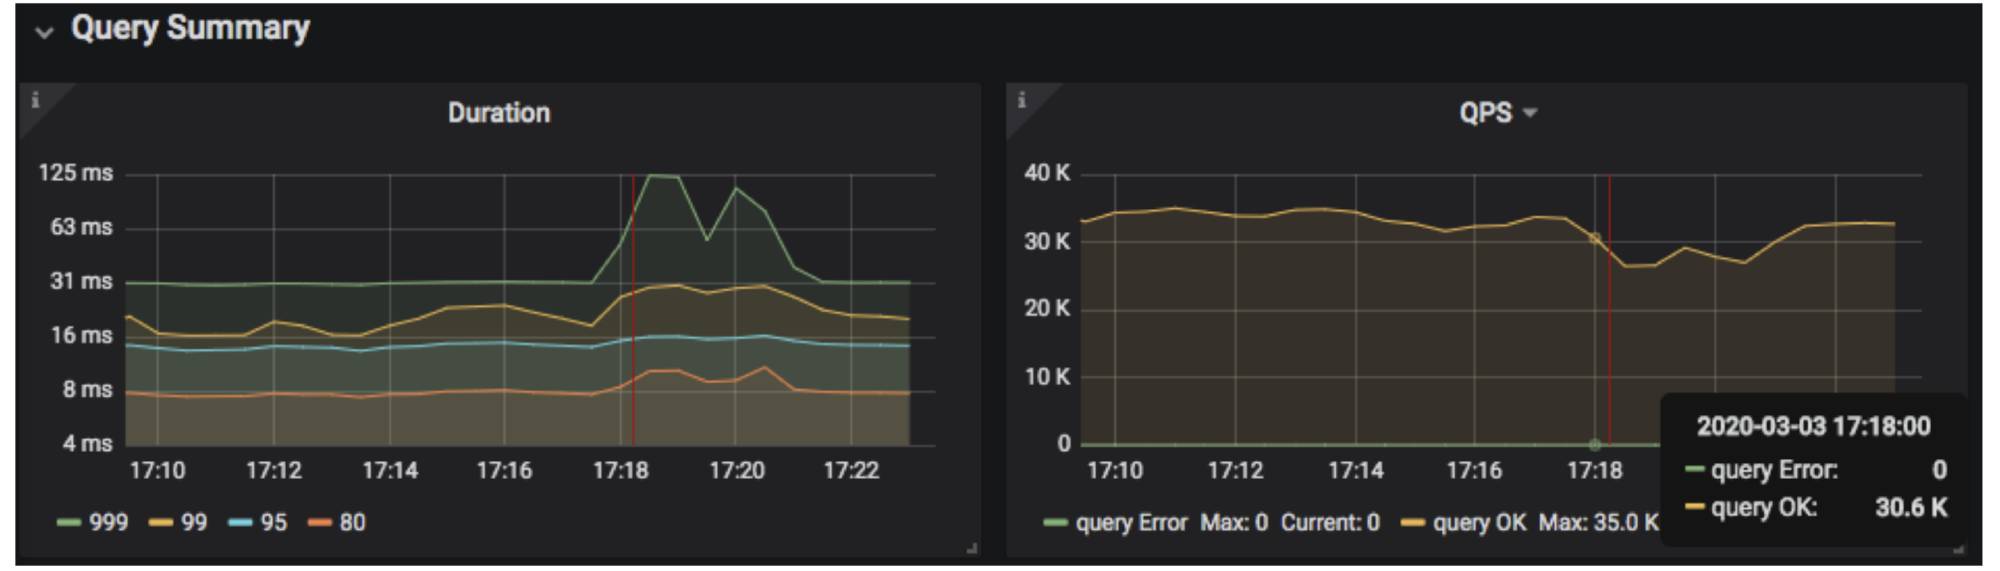 Query Summary
Duration
125 ms
63 ms
31 ms
16 ms
8 ms
4 ms
17:10 17:12 17:14 17:16 17:18 17:20 17:22
999 99 95 80
QPS
40 K
30 K
20 K
10 K
0
17:10 17:12 17:14 17:16 17:18
query Error Max: 0 Current: 0 query OK Max: 35.0 K
2020-03-03 17:18:00
query Error: 0
query OK: 30.6 K